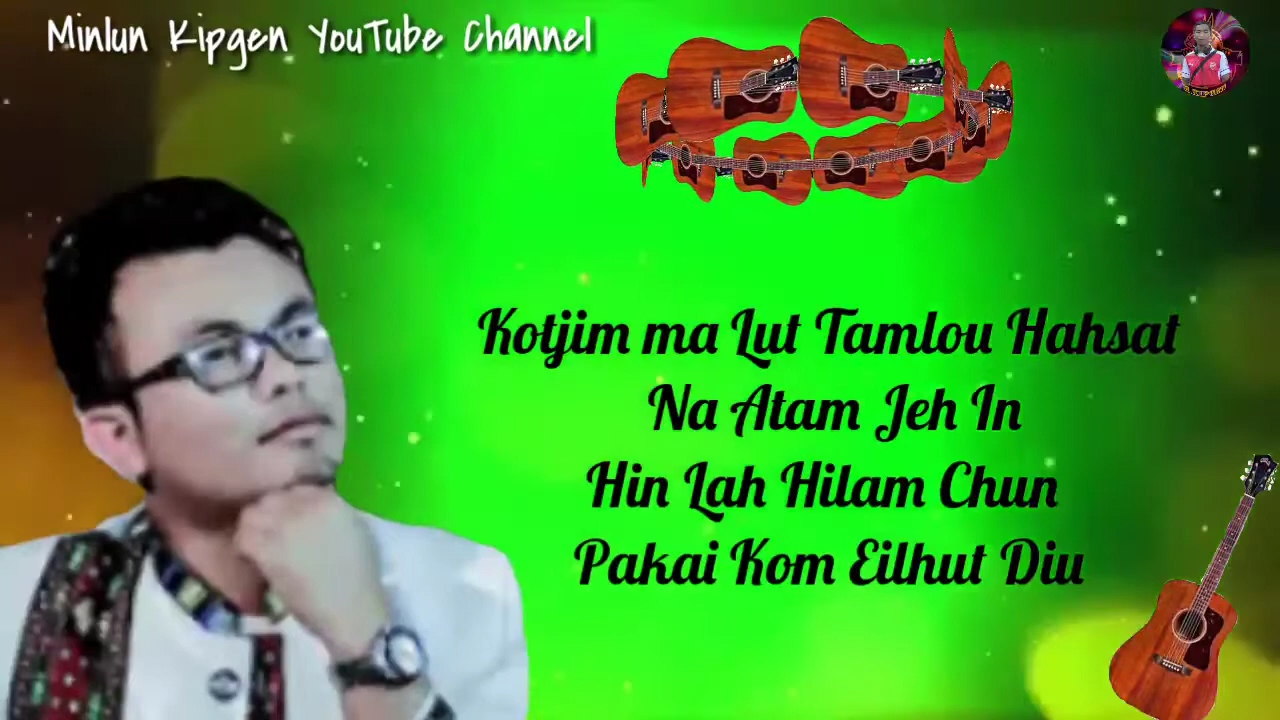 Minlun Kipgen YouTube Channel
Kotjim ma Lut Tamlou Hahsat
Na Atam Jeh In
Hin Lah Hilam Chun
Pakai Kom Eilhut Diu